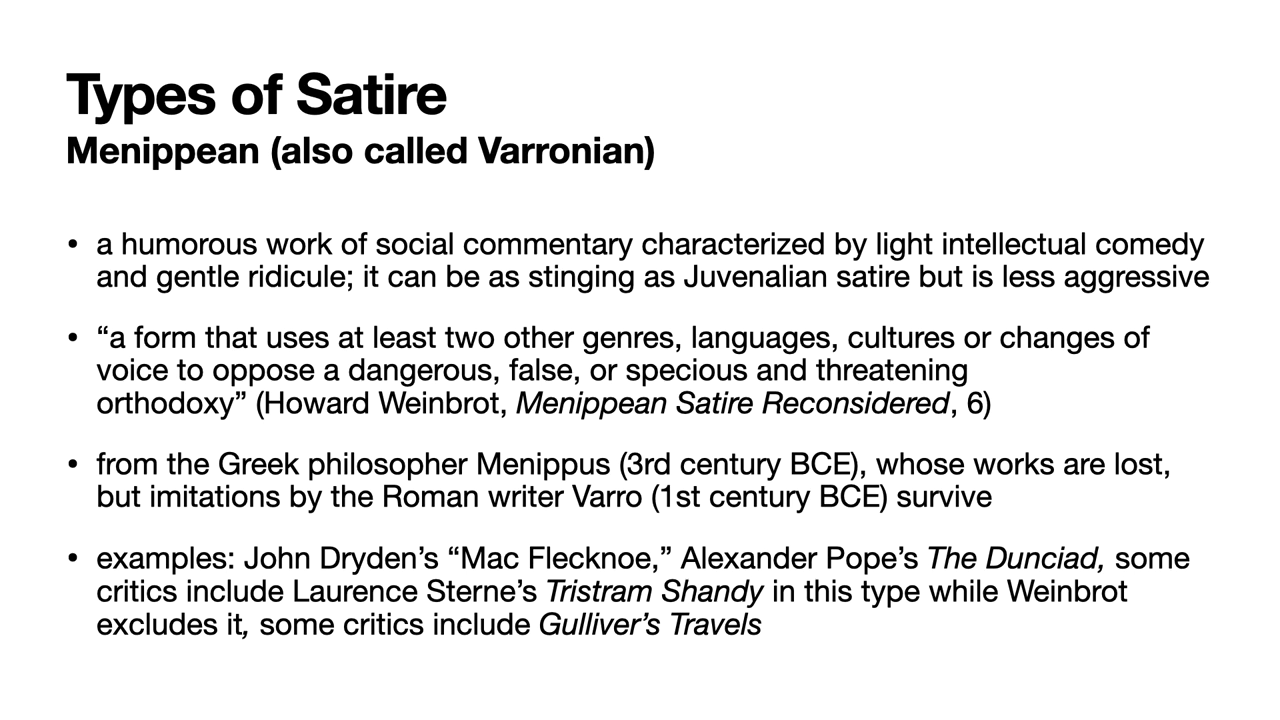 Types of Satire
Menippean (also called Varronian)
• a humorous work of social commentary characterized by light intellectual comedy
and gentle ridicule; it can be as stinging as Juvenalian satire but is less aggressive
• “a form that uses at least two other genres, languages, cultures or changes of
voice to oppose a dangerous, false, or specious and threatening
orthodoxy” (Howard Weinbrot, Menippean Satire Reconsidered, 6)
• from the Greek philosopher Menippus (3rd century BCE), whose works are lost,
but imitations by the Roman writer Varro (1st century BCE) survive
• examples: John Dryden’s “Mac Flecknoe,” Alexander Pope’s The Dunciad, some
critics include Laurence Sterne’s Tristram Shandy in this type while Weinbrot
excludes it, some critics include Gulliver’s Travels